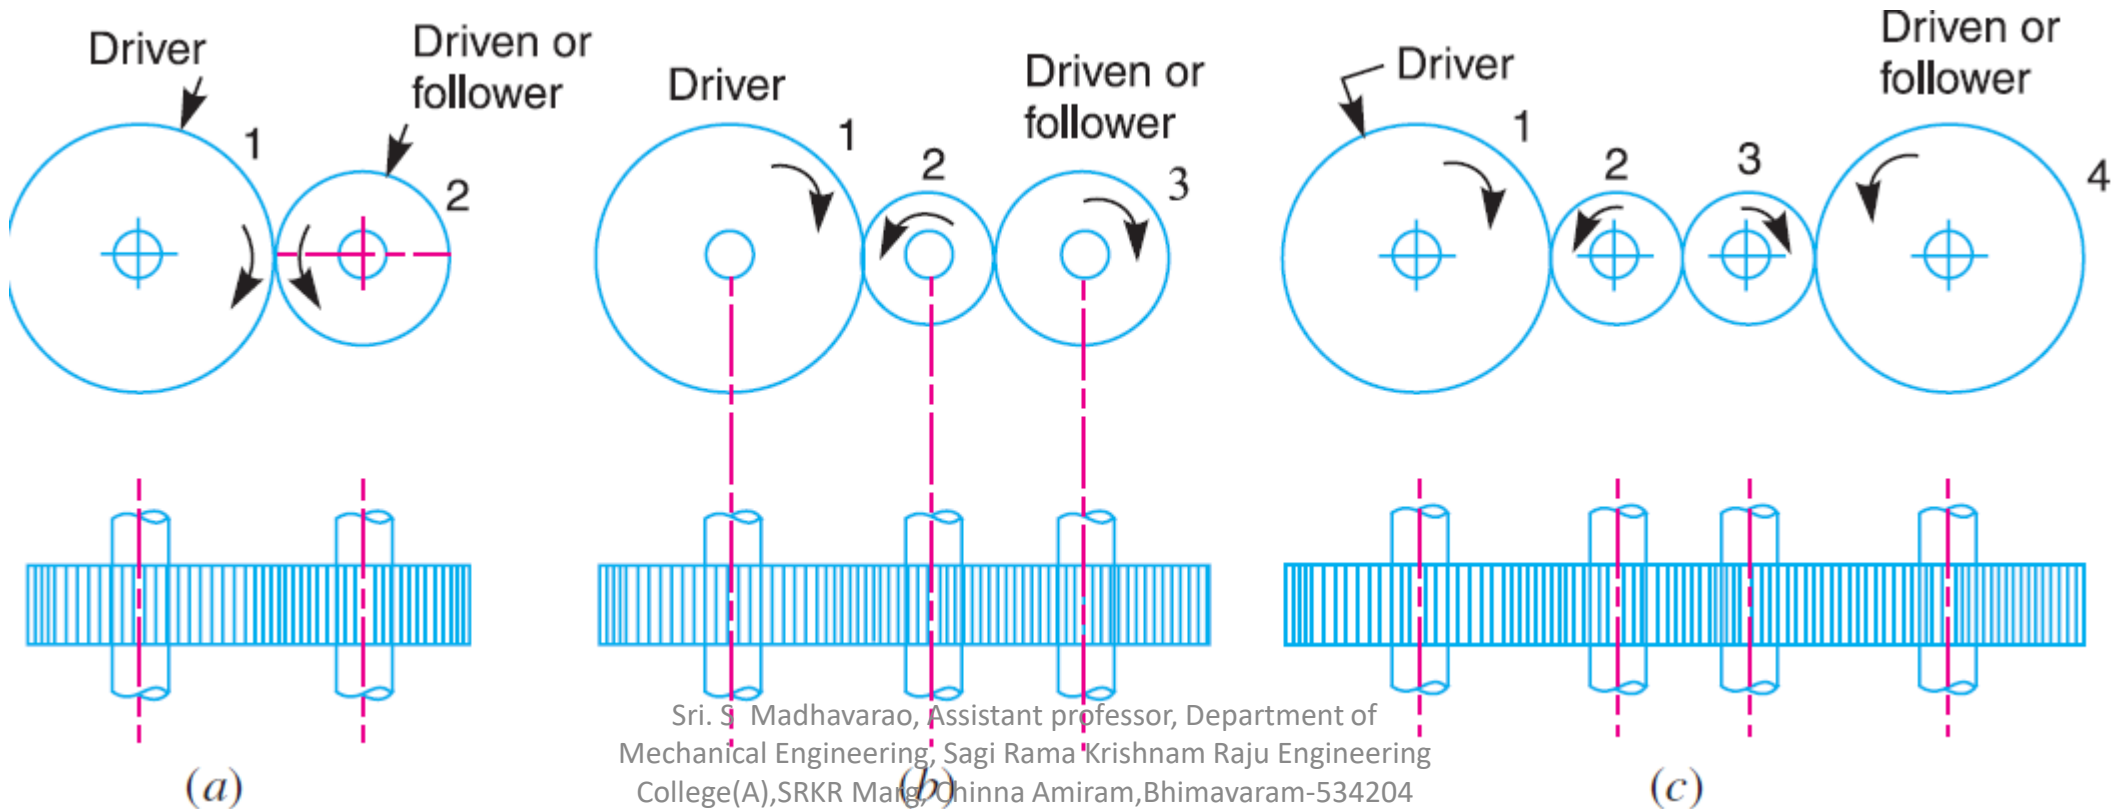 Driver
Driven or
follower
1
2
(a)
Driver
Driven or
follower
1
2
3
(b)
Driver
Driven or
follower
1
2
3
4
(c)
Sri. S Madhavarao, Assistant professor, Department of
Mechanical Engineering, Sagi Rama Krishnam Raju Engineering
College(A),SRKR Marg, Chinna Amiram,Bhimavaram-534204